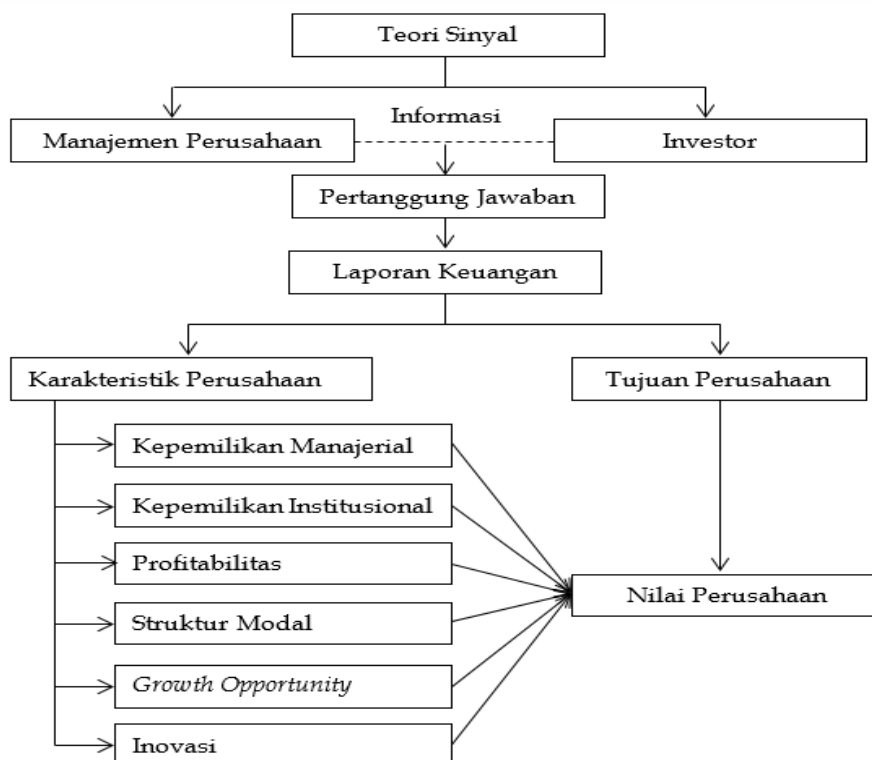 Teori Sinyal
Informasi
Manajemen Perusahaan
Investor
Pertanggung Jawaban
Laporan Keuangan
Karakteristik Perusahaan
Tujuan Perusahaan
Kepemilikan Manajerial
Kepemilikan Institusional
Profitabilitas
Nilai Perusahaan
Struktur Modal
Growth Opportunity
Inovasi